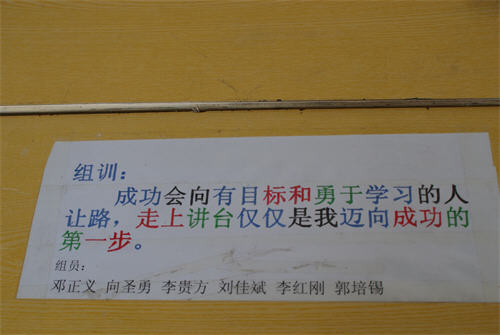 组训：
成功会向有目标和勇于学习的人
让路，走上讲台仅仅是我迈向成功的
第一步。
组员：
邓正义 向圣勇 李贵方 刘佳斌 李红刚 郭培锡